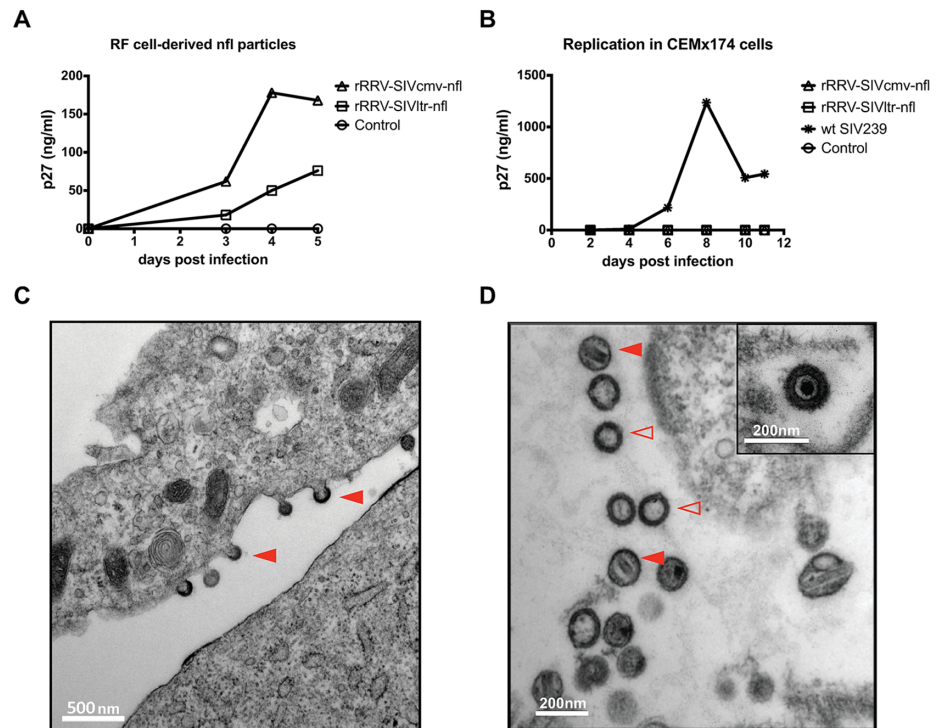 A
RF cell-derived nfl particles
200
150
100
50
0
p27 (ng/ml)
0 1 2 3 4 5
days post infection
rRRV-SIVcmv-nfl
rRRV-SIVltr-nfl
Control
B
Replication in CEMx174 cells
1500
1000
500
0
p27 (ng/ml)
0 2 4 6 8 10 12
days post infection
rRRV-SIVcmv-nfl
rRRV-SIVltr-nfl
wt SIV239
Control
C
500nm
D
200nm
200nm